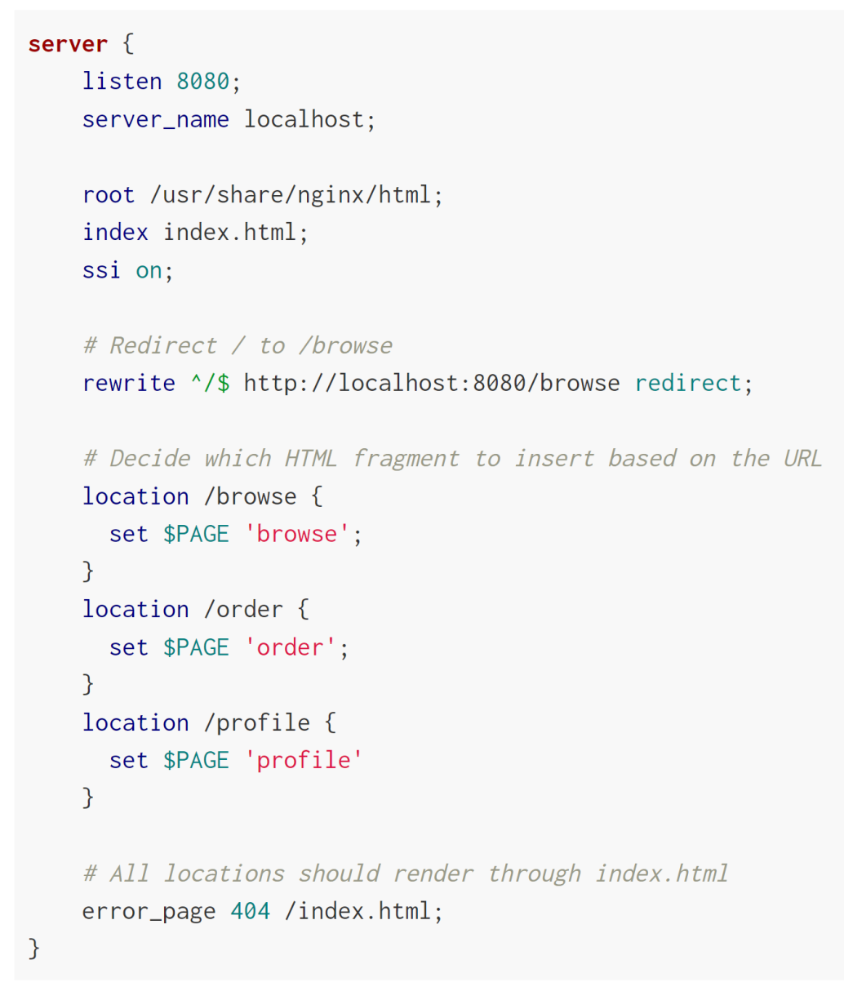 server {
    listen 8080;
    server_name localhost;

    root /usr/share/nginx/html;
    index index.html;
    ssi on;

    # Redirect / to /browse
    rewrite ^/$ http://localhost:8080/browse redirect;

    # Decide which HTML fragment to insert based on the URL
    location /browse {
      set $PAGE 'browse';
    }
    location /order {
      set $PAGE 'order';
    }
    location /profile {
      set $PAGE 'profile'
    }

    # All locations should render through index.html
    error_page 404 /index.html;
}